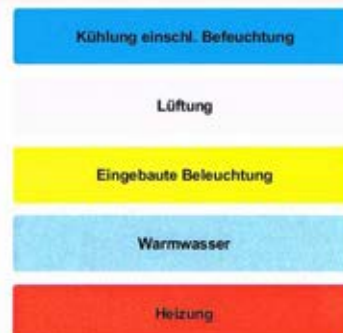 Kühlung einschl. Befeuchtung
Lüftung
Eingebaute Beleuchtung
Warmwasser
Heizung